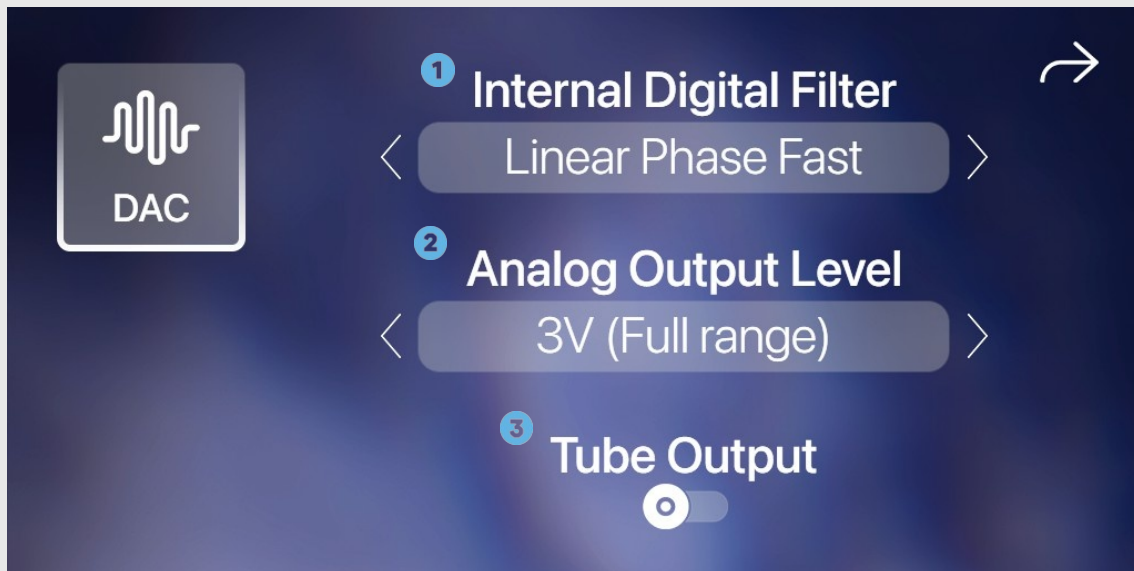 DAC
1 Internal Digital Filter
Linear Phase Fast
2 Analog Output Level
3V (Full range)
3 Tube Output